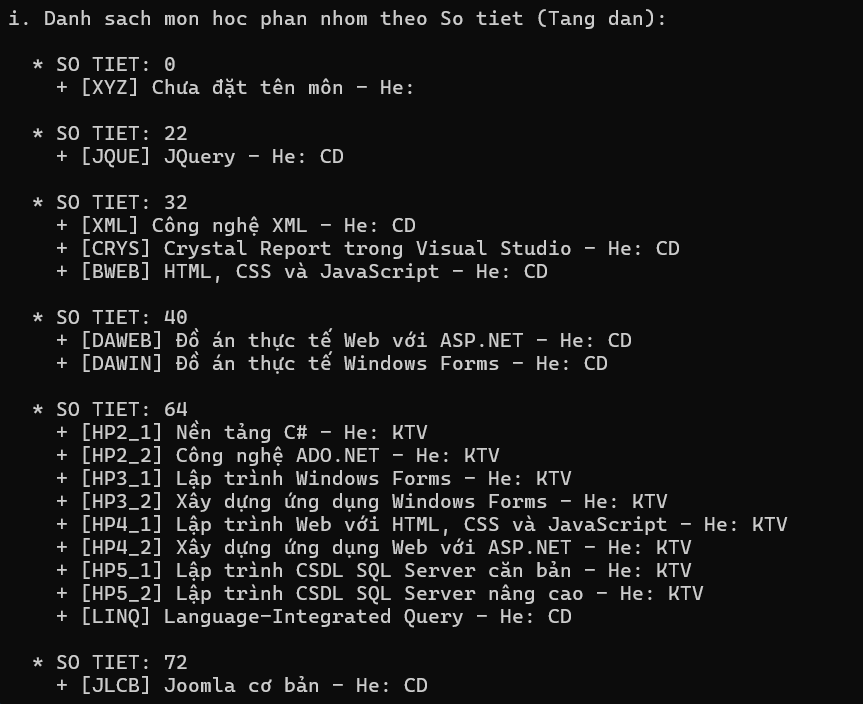 i. Danh sach mon hoc phan nhom theo So tiet (Tang dan):
* SO TIET: 0
+ [XYZ] Chưa đặt tên môn - He:
* SO TIET: 22
+ [JQUE] JQuery - He: CD
* SO TIET: 32
+ [XML] Công nghệ XML - He: CD
+ [CRYS] Crystal Report trong Visual Studio - He: CD
+ [BWEB] HTML, CSS và JavaScript - He: CD
* SO TIET: 40
+ [DAWEB] Đồ án thực tế Web với ASP.NET - He: CD
+ [DAWIN] Đồ án thực tế Windows Forms - He: CD
* SO TIET: 64
+ [HP2_1] Nền tảng C# - He: KTV
+ [HP2_2] Công nghệ ADO.NET - He: KTV
+ [HP3_1] Lập trình Windows Forms - He: KTV
+ [HP3_2] Xây dựng ứng dụng Windows Forms - He: KTV
+ [HP4_1] Lập trình Web với HTML, CSS và JavaScript - He: KTV
+ [HP4_2] Xây dựng ứng dụng Web với ASP.NET - He: KTV
+ [HP5_1] Lập trình CSDL SQL Server căn bản - He: KTV
+ [HP5_2] Lập trình CSDL SQL Server nâng cao - He: KTV
+ [LINQ] Language-Integrated Query - He: CD
* SO TIET: 72
+ [JLCB] Joomla cơ bản - He: CD